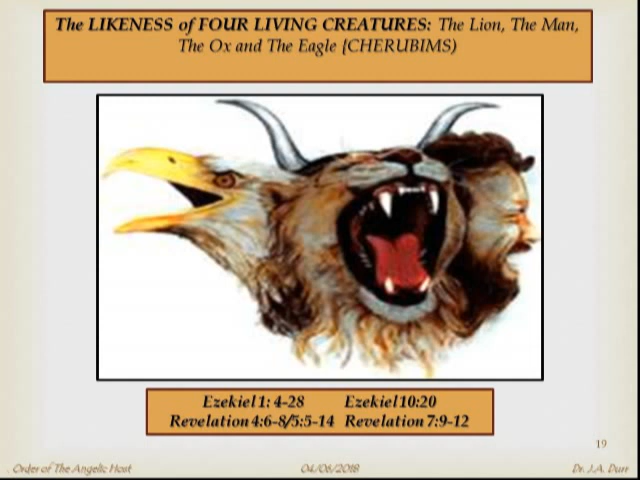 The LIKENESS of FOUR LIVING CREATURES: The Lion, The Man,
The Ox and The Eagle {CHERUBIMS)
Ezekiel 1: 4-28 Ezekiel 10:20
Revelation 4:6-8/5:5-14 Revelation 7:9-12
19
. Order of The Angelic Host 04/06/2018 Dr. J.A. Durr